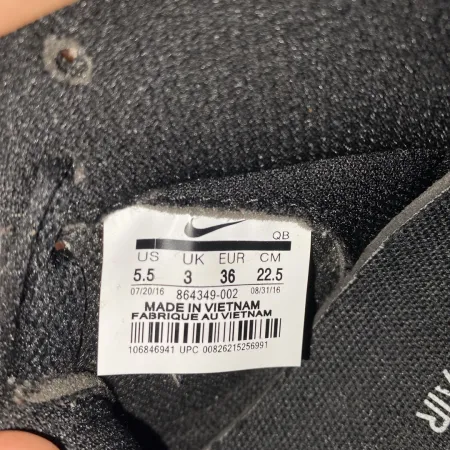 QB
US UK EUR CM
5.5 3 36 22.5
07/20/16 864349-002 08/31/16
MADE IN VIETNAM
FABRIQUE AU VIETNAM
106846941 UPC 00826215256991
AIR